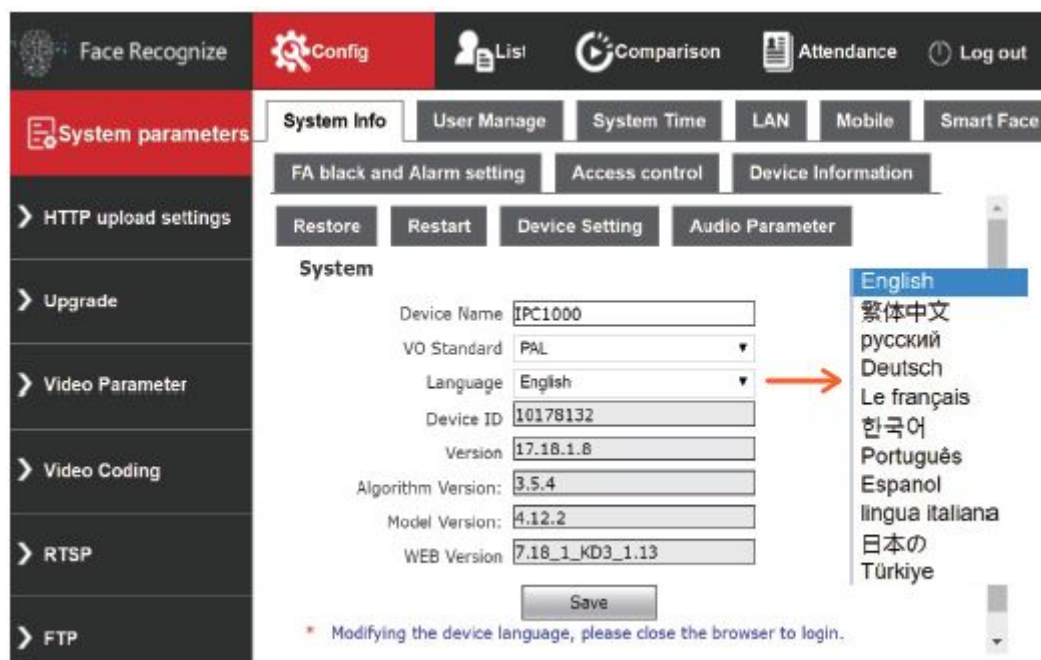 Face Recognize
Config
List
Comparison
Attendance
Log out
System parameters
System Info
User Manage
System Time
LAN
Mobile
Smart Face
FA black and Alarm setting
Access control
Device Information
HTTP upload settings
Restore
Restart
Device Setting
Audio Parameter
System
Upgrade
Device Name IPC1000
VO Standard PAL
Video Parameter
Language English
Device ID 10178132
Version 17.18.1.8
Video Coding
Algorithm Version: 3.5.4
Model Version: 4.12.2
RTSP
WEB Version 7.18_1_KD3_1.13
Save
FTP
* Modifying the device language, please close the browser to login.
English
繁体中文
русский
Deutsch
Le français
한국어
Português
Espanol
lingua italiana
日本の
Türkiye